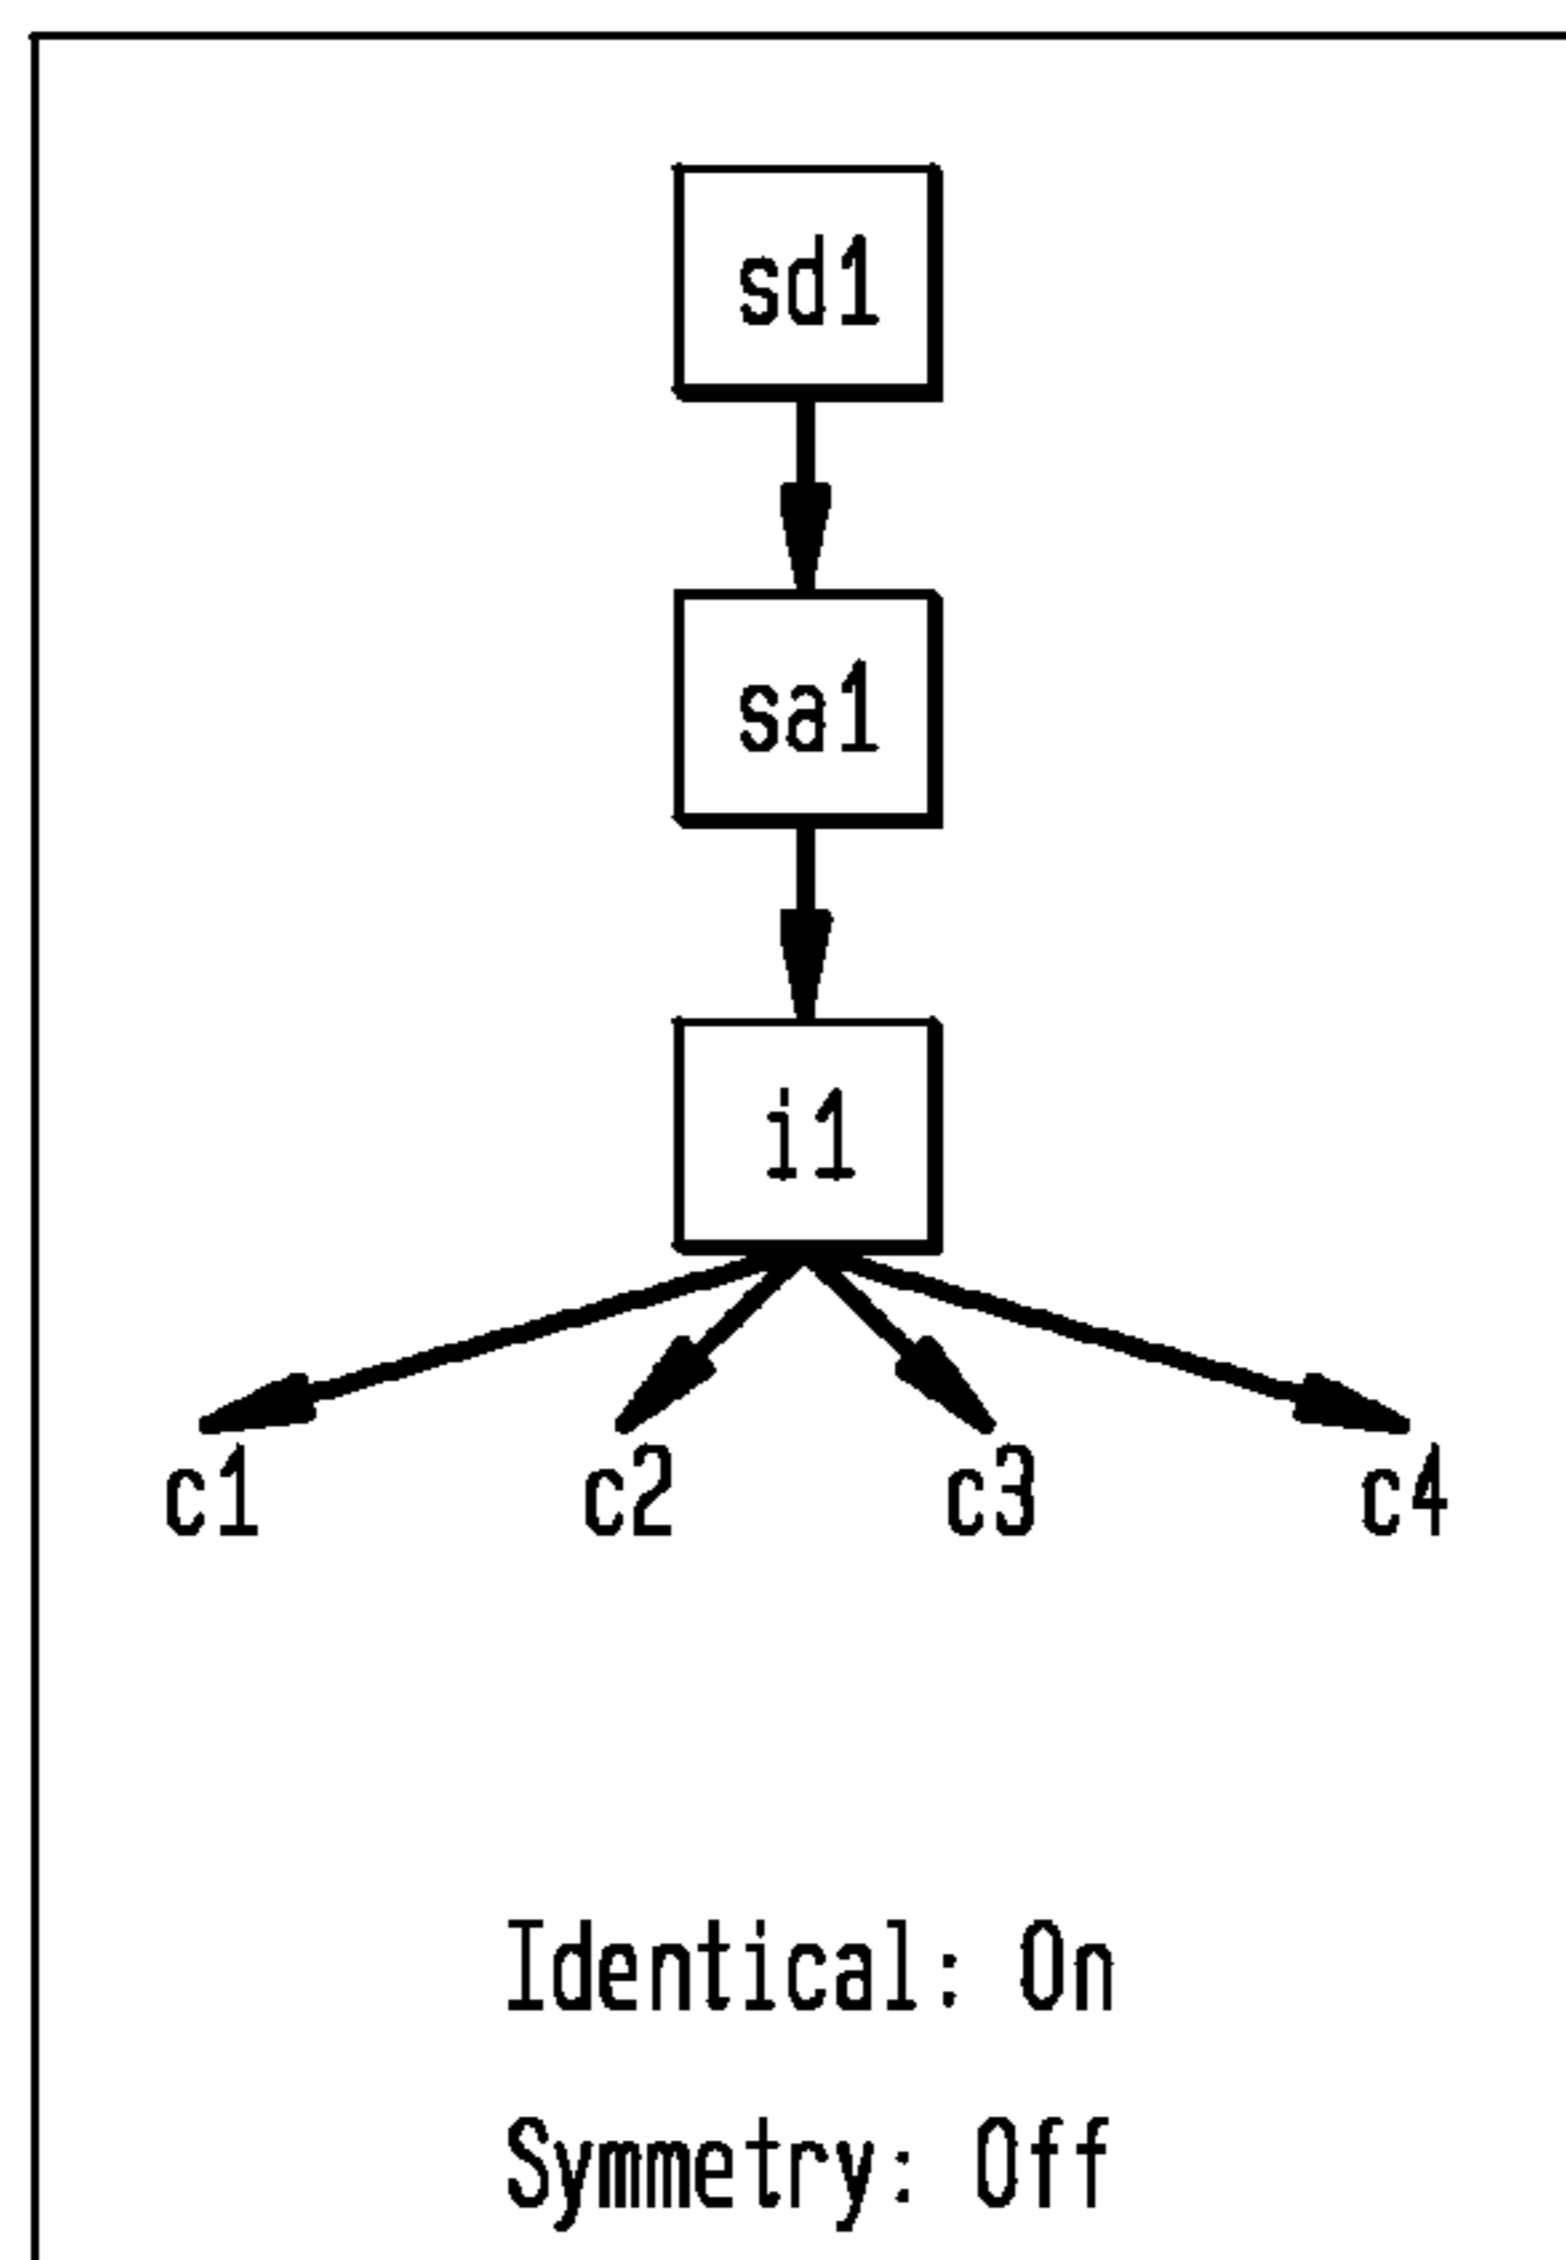 sd1
sa1
i1
c1 c2 c3 c4
Identical: On
Symmetry: Off